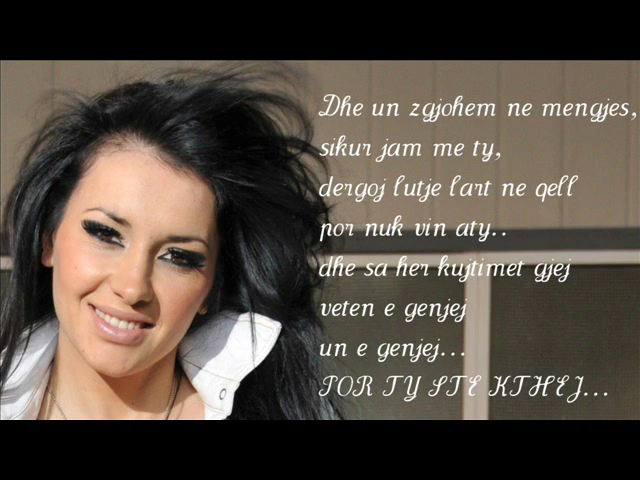 Dhe un zgjohem ne mengjes,
sikur jam me ty,
dergoj lutje lart ne qell
por nuk vin aty..
dhe sa her kujtimet gjej
veten e genjej
un e genjej...
POR TY STE KTHEJ...